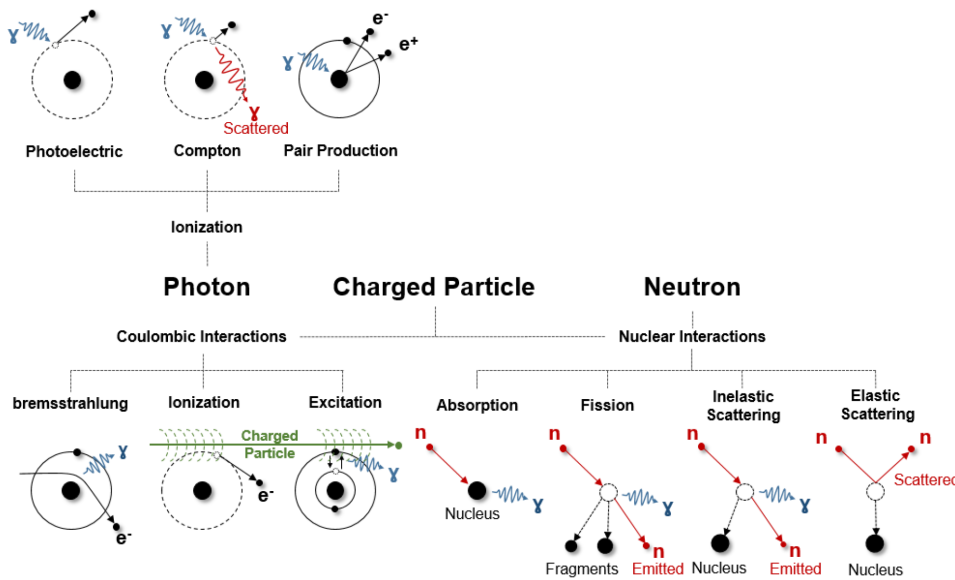 ɣ
ɣ
e-
ɣ
e+
ɣ
Scattered
Photoelectric
Compton
Pair Production
Ionization
Photon
Charged Particle
Neutron
Coulombic Interactions
Nuclear Interactions
bremsstrahlung
Ionization
Excitation
Absorption
Fission
Inelastic
Scattering
Elastic
Scattering
Charged
Particle
ɣ
e-
e-
ɣ
n
Nucleus
ɣ
n
ɣ
Fragments
n
Emitted
n
ɣ
Nucleus
n
Emitted
n
n
Scattered
Nucleus